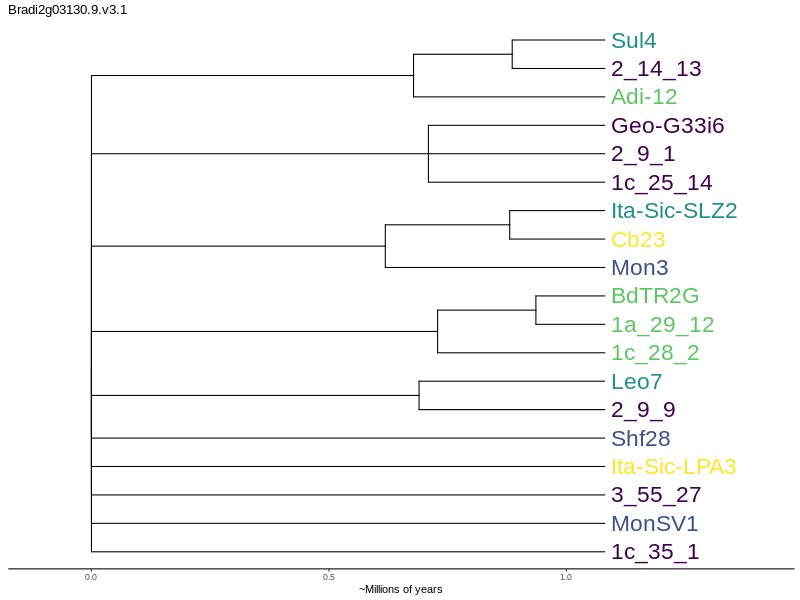 Bradi2g03130.9.v3.1
Sul4
2_14_13
Adi-12
Geo-G33i6
2_9_1
1c_25_14
Ita-Sic-SLZ2
Cb23
Mon3
BdTR2G
1a_29_12
1c_28_2
Leo7
2_9_9
Shf28
Ita-Sic-LPA3
3_55_27
MonSV1
1c_35_1
0.0 0.5 1.0
~Millions of years